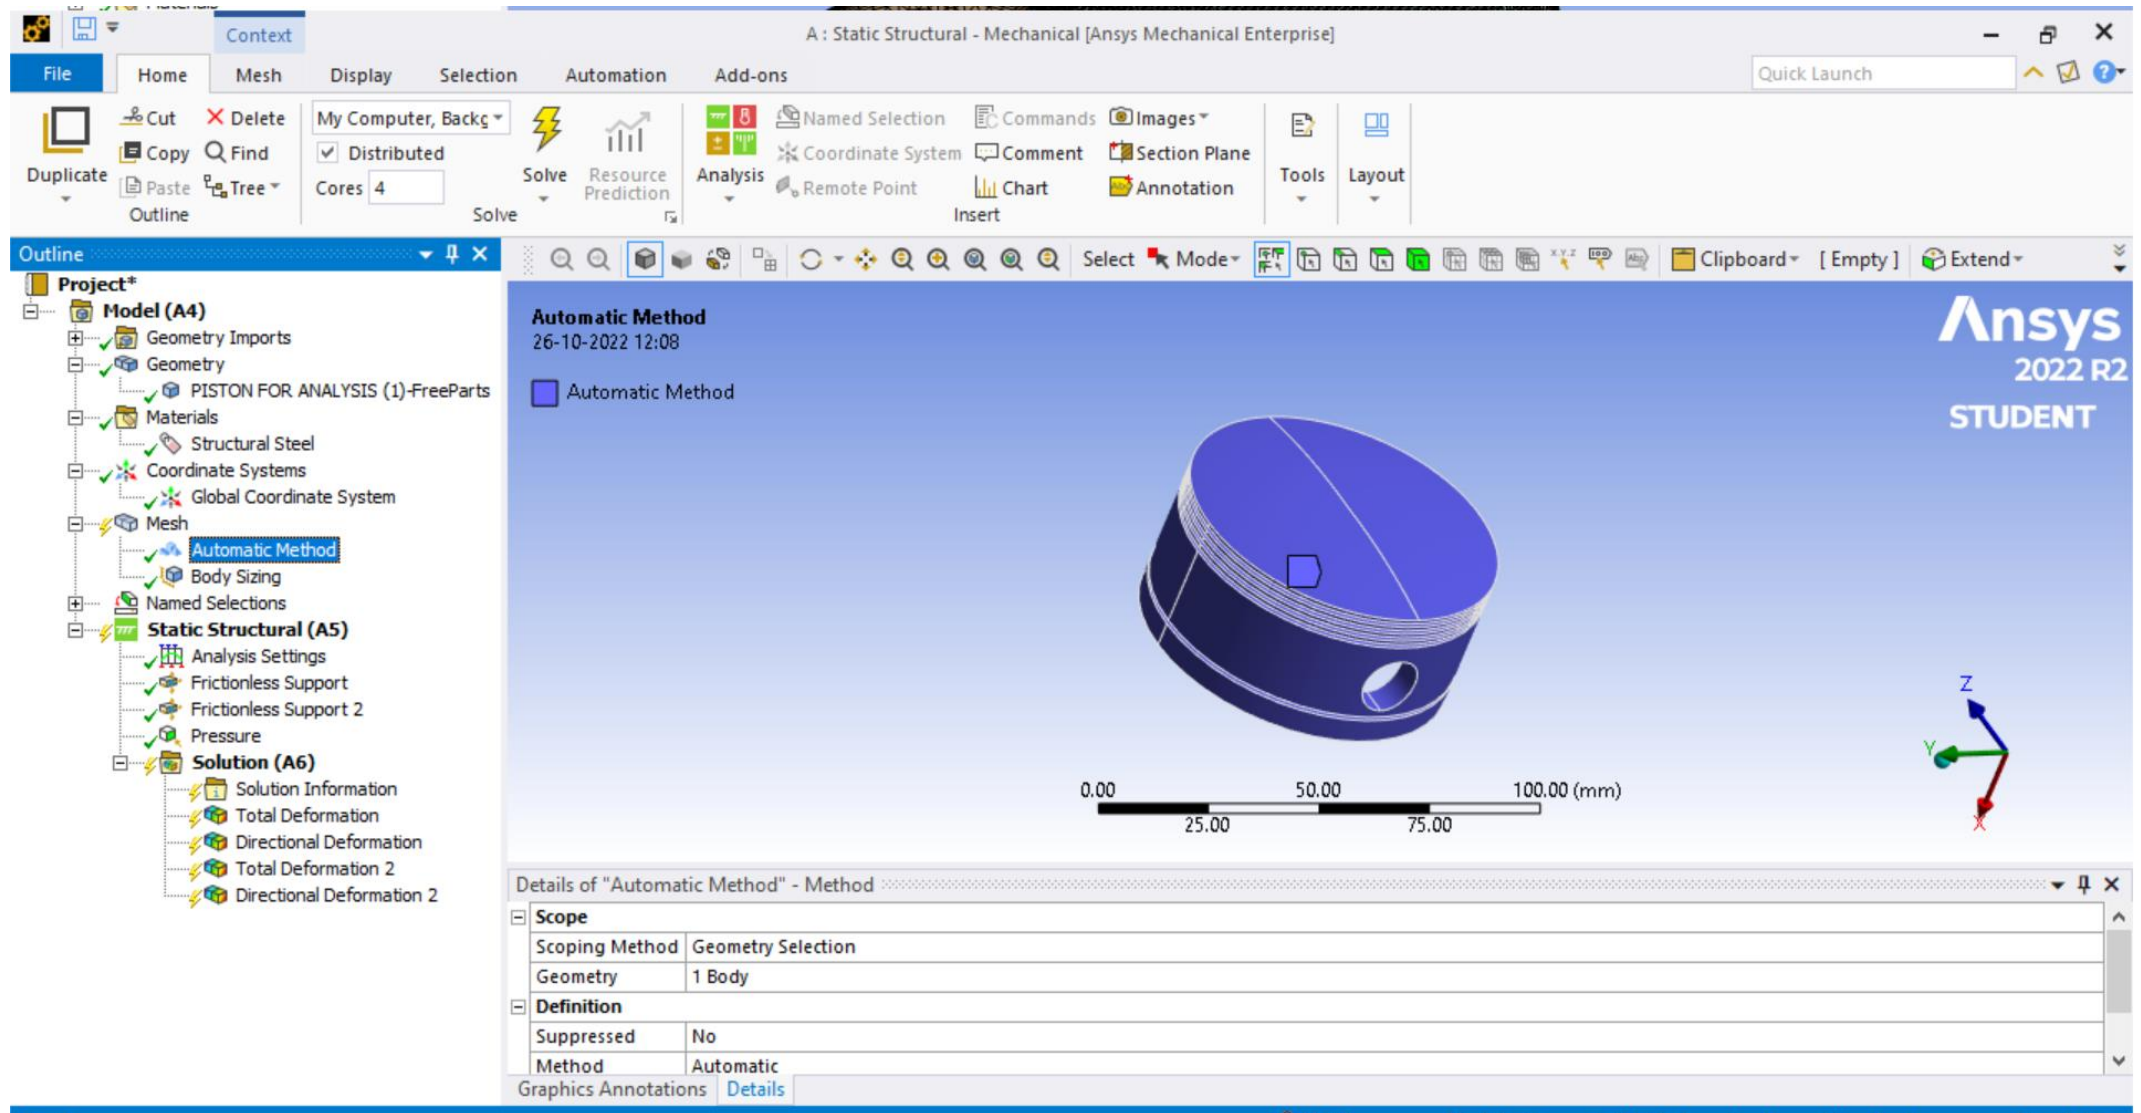 Context
A : Static Structural - Mechanical [Ansys Mechanical Enterprise]
File Home Mesh Display Selection Automation Add-ons Quick Launch
Duplicate
Cut Delete
Copy Find
Paste Tree
Outline
My Computer, Backg
Distributed
Cores 4
Solve
Resource Prediction
Solve
Analysis
Named Selection Commands Images
Coordinate System Comment Section Plane
Remote Point Chart Annotation
Insert
Tools
Layout
Outline
Select Mode Clipboard [ Empty ] Extend
Project*
Model (A4)
Geometry Imports
Geometry
PISTON FOR ANALYSIS (1)-FreeParts
Materials
Structural Steel
Coordinate Systems
Global Coordinate System
Mesh
Automatic Method
Body Sizing
Named Selections
Static Structural (A5)
Analysis Settings
Frictionless Support
Frictionless Support 2
Pressure
Solution (A6)
Solution Information
Total Deformation
Directional Deformation
Total Deformation 2
Directional Deformation 2
Automatic Method
26-10-2022 12:08
Automatic Method
Ansys
2022 R2
STUDENT
Z
Y
X
0.00 50.00 100.00 (mm)
25.00 75.00
Details of "Automatic Method" - Method
Scope
Scoping Method Geometry Selection
Geometry 1 Body
Definition
Suppressed No
Method Automatic
Graphics Annotations Details